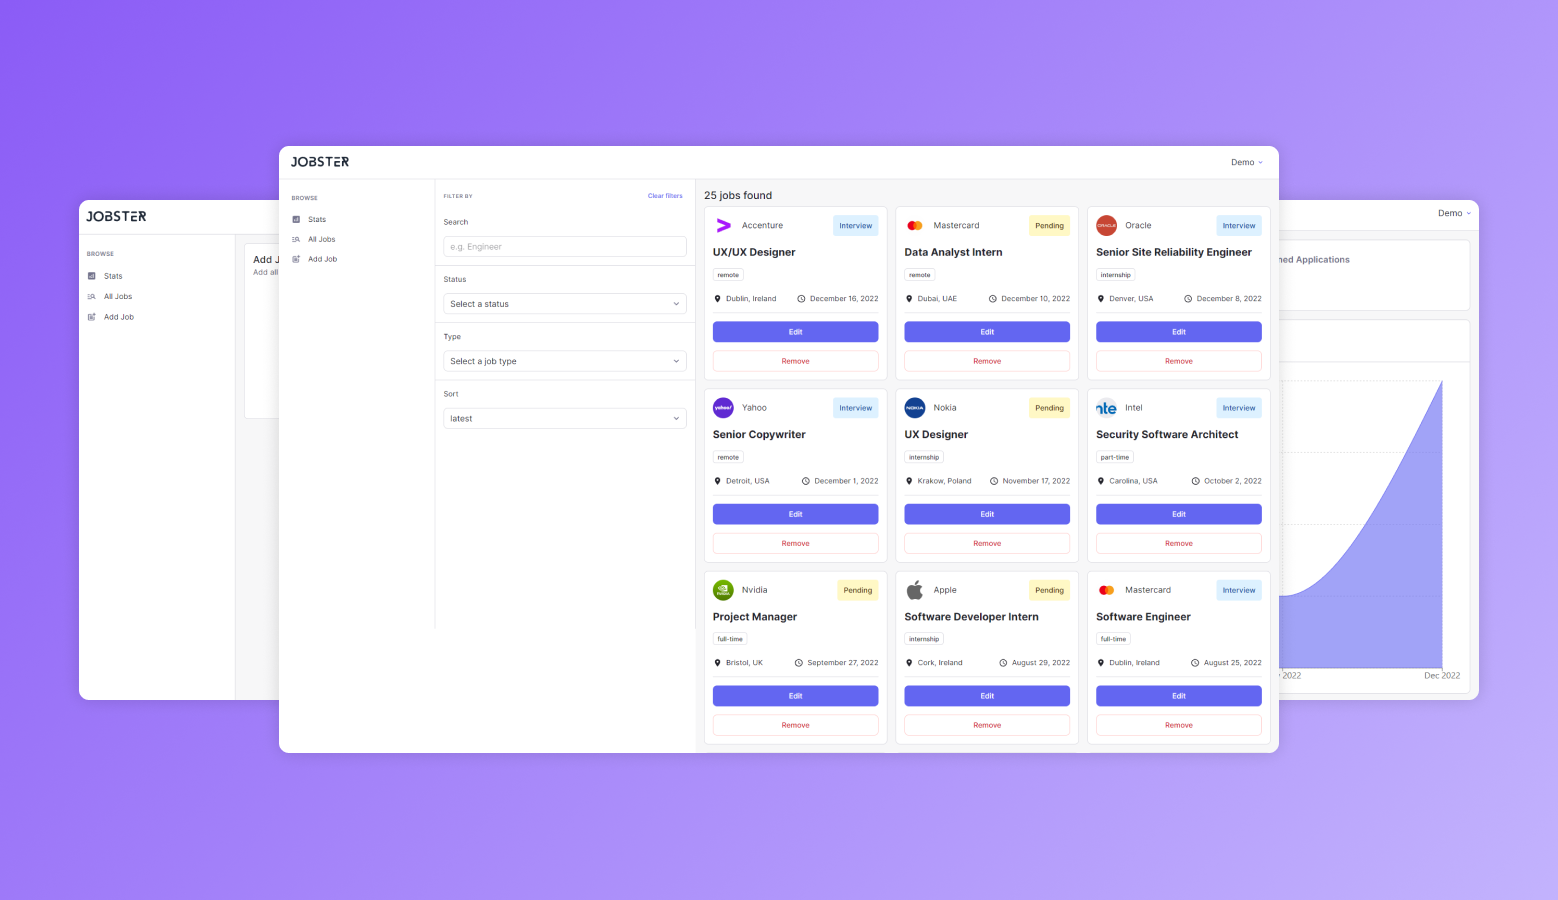 JOBSTER
BROWSE
Stats
All Jobs
Add Job
Add J
Add all
JOBSTER
Demo
BROWSE
Stats
All Jobs
Add Job
FILTER BY
Clear filters
Search
e.g. Engineer
Status
Select a status
Type
Select a job type
Sort
latest
25 jobs found
Accenture
Interview
UX/UX Designer
remote
Dublin, Ireland
December 16, 2022
Edit
Remove
Mastercard
Pending
Data Analyst Intern
remote
Dubai, UAE
December 10, 2022
Edit
Remove
ORACLE
Oracle
Interview
Senior Site Reliability Engineer
internship
Denver, USA
December 8, 2022
Edit
Remove
yahoo!
Yahoo
Interview
Senior Copywriter
remote
Detroit, USA
December 1, 2022
Edit
Remove
NOKIA
Nokia
Pending
UX Designer
internship
Krakow, Poland
November 17, 2022
Edit
Remove
inte
Intel
Interview
Security Software Architect
part-time
Carolina, USA
October 2, 2022
Edit
Remove
NVIDIA
Nvidia
Pending
Project Manager
full-time
Bristol, UK
September 27, 2022
Edit
Remove
Apple
Pending
Software Developer Intern
internship
Cork, Ireland
August 29, 2022
Edit
Remove
Mastercard
Interview
Software Engineer
full-time
Dublin, Ireland
August 25, 2022
Edit
Remove
Demo
ned Applications
2022
Dec 2022